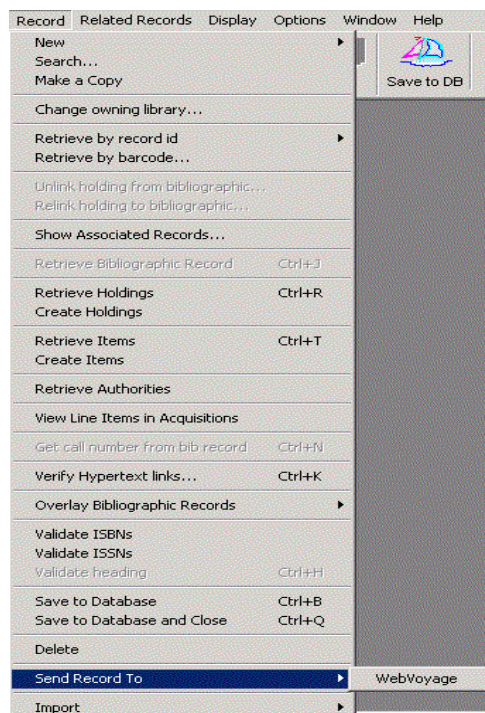 Record Related Records Display Options Window Help
New
Search...
Make a Copy
Save to DB
Change owning library...
Retrieve by record id
Retrieve by barcode...
Unlink holding from bibliographic...
Relink holding to bibliographic...
Show Associated Records...
Retrieve Bibliographic Record Ctrl+J
Retrieve Holdings Ctrl+R
Create Holdings
Retrieve Items Ctrl+T
Create Items
Retrieve Authorities
View Line Items in Acquisitions
Get call number from bib record Ctrl+N
Verify Hypertext links... Ctrl+K
Overlay Bibliographic Records
Validate ISBNs
Validate ISSNs
Validate heading Ctrl+H
Save to Database Ctrl+B
Save to Database and Close Ctrl+Q
Delete
Send Record To WebVoyage
Import